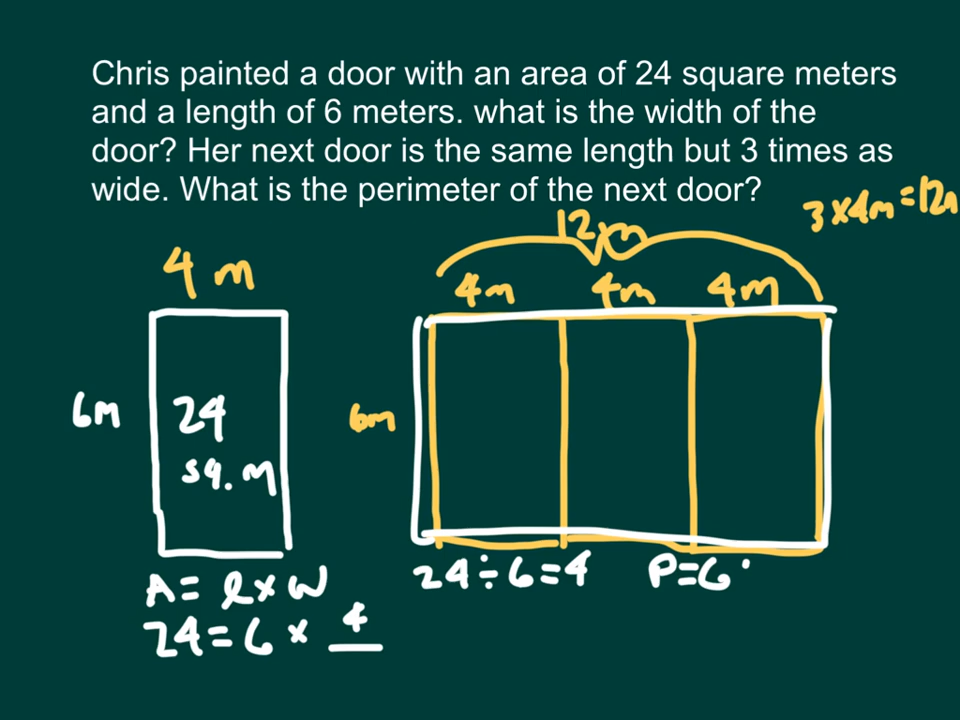 Chris painted a door with an area of 24 square meters
and a length of 6 meters. what is the width of the
door? Her next door is the same length but 3 times as
wide. What is the perimeter of the next door?
3 x 4m = 12m
12 m
4 m
4m 4m 4m
6m
24
sq. m
6m
A = l x w
24 = 6 x 4
24 ÷ 6 = 4
P = 6